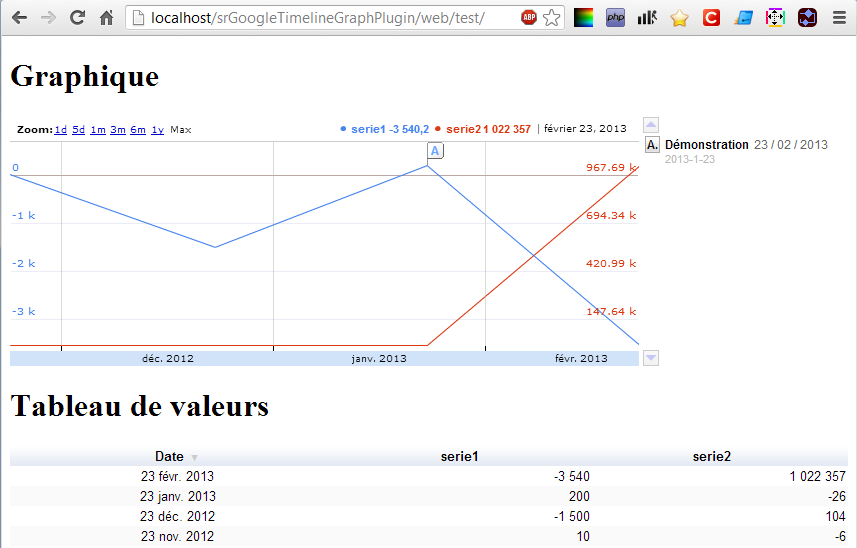 localhost/srGoogleTimelineGraphPlugin/web/test/
ABP
php
K
C
Graphique
Zoom: 1d 5d 1m 3m 6m 1y Max
serie1 -3 540,2 serie2 1 022 357 | février 23, 2013
A
A. Démonstration 23 / 02 / 2013
2013-1-23
0
967.69 k
-1 k
694.34 k
-2 k
420.99 k
-3 k
147.64 k
déc. 2012
janv. 2013
févr. 2013
Tableau de valeurs
Date serie1 serie2
23 févr. 2013 -3 540 1 022 357
23 janv. 2013 200 -26
23 déc. 2012 -1 500 104
23 nov. 2012 10 -6